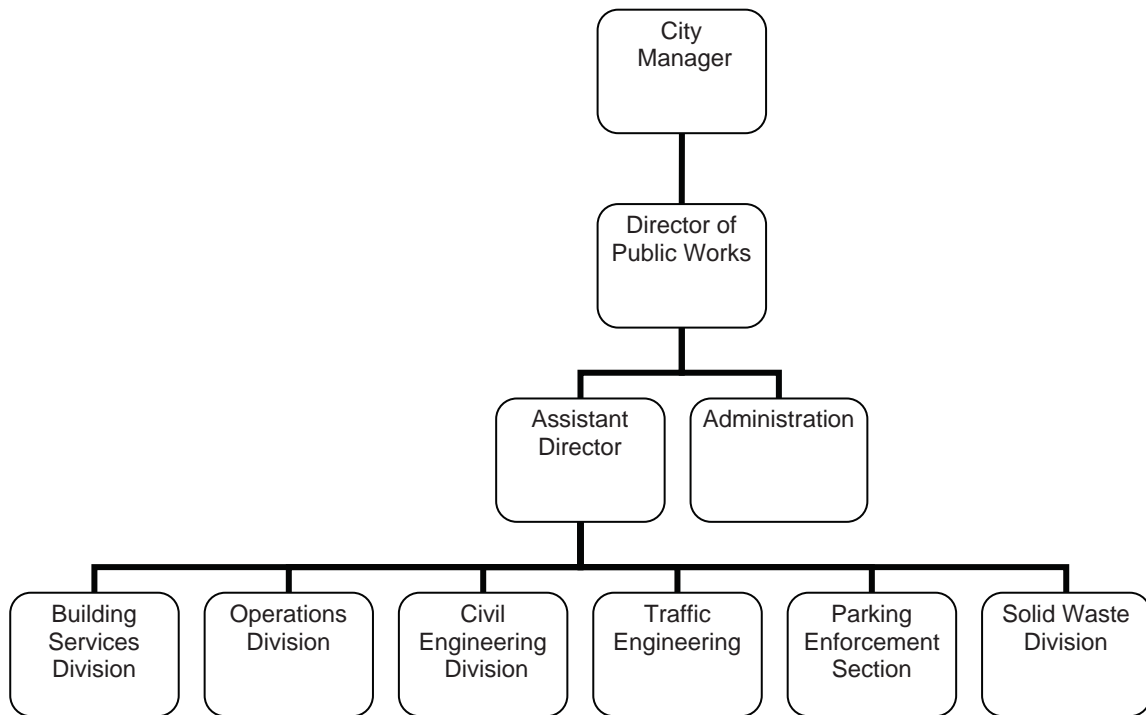 City
Manager
Director of
Public Works
Assistant
Director
Administration
Building
Services
Division
Operations
Division
Civil
Engineering
Division
Traffic
Engineering
Parking
Enforcement
Section
Solid Waste
Division